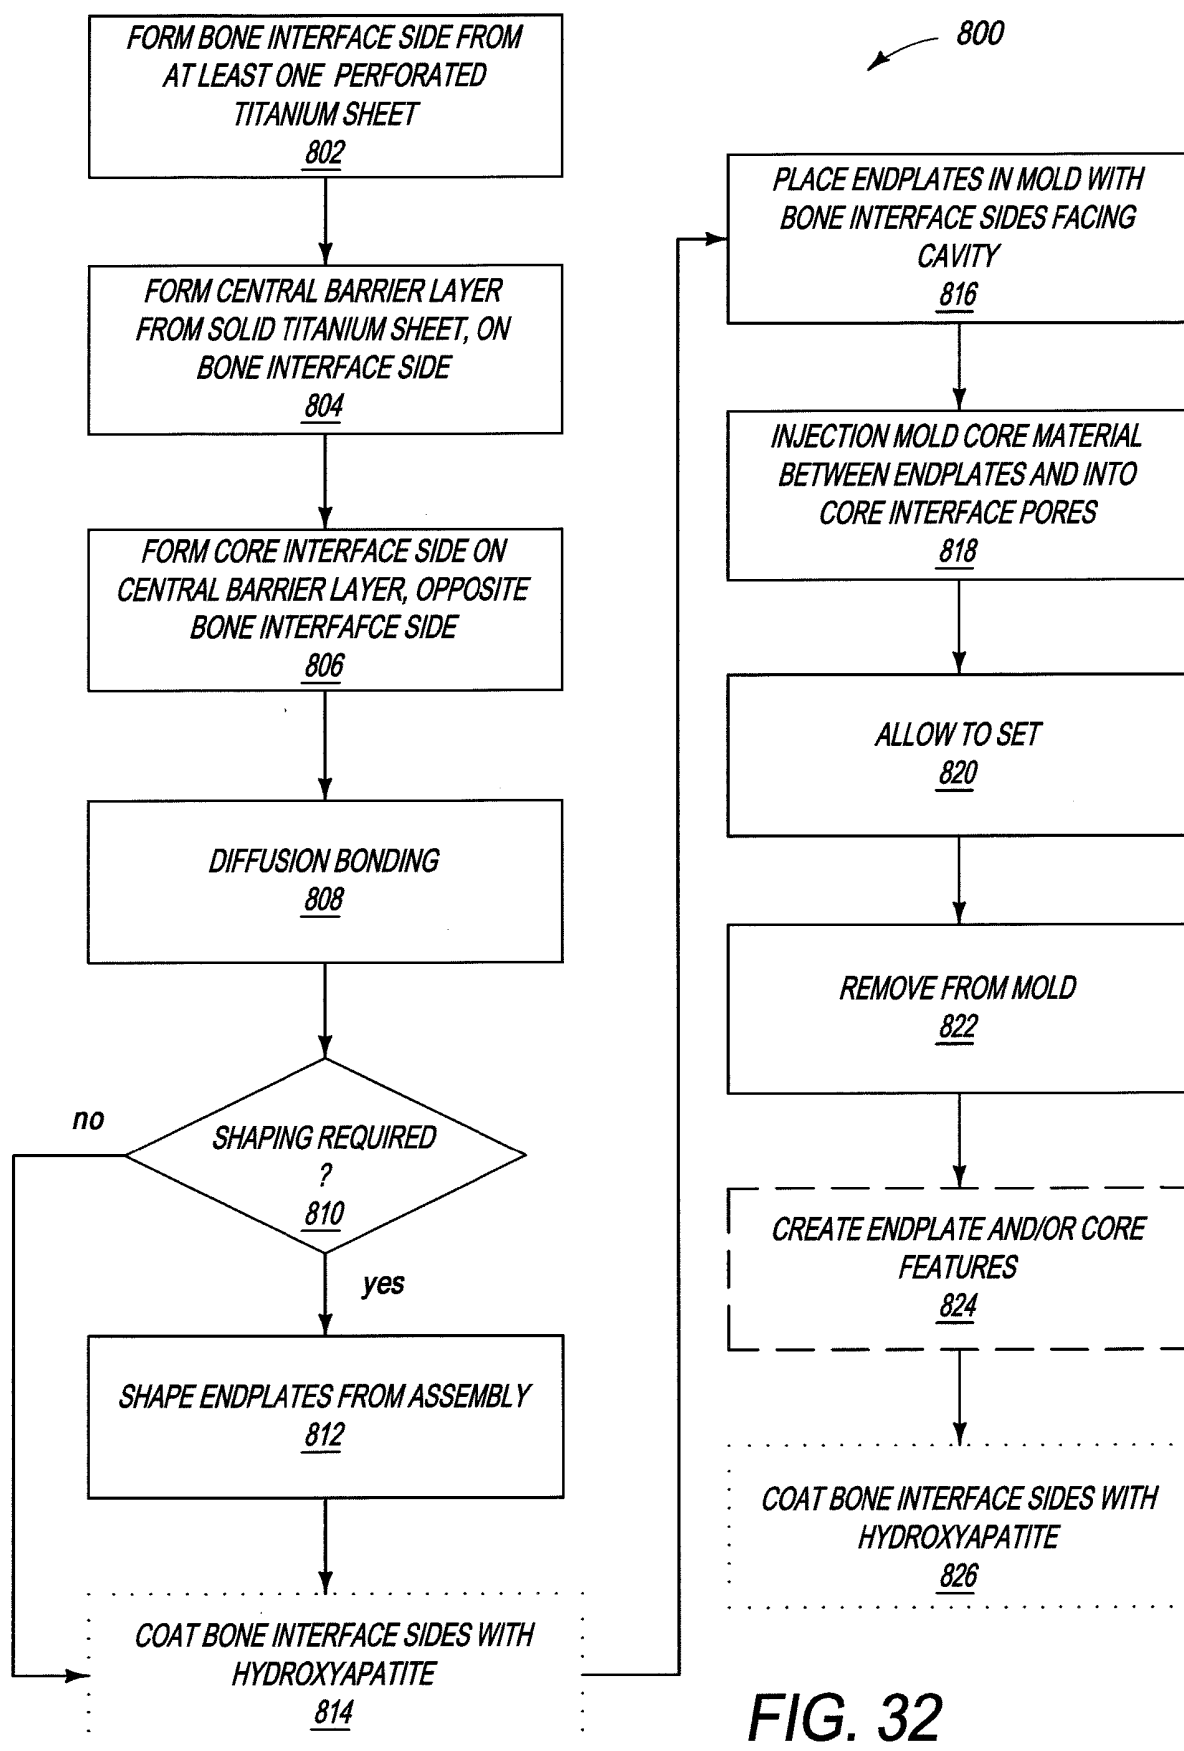 FORM BONE INTERFACE SIDE FROM
AT LEAST ONE PERFORATED
TITANIUM SHEET
802
FORM CENTRAL BARRIER LAYER
FROM SOLID TITANIUM SHEET, ON
BONE INTERFACE SIDE
804
FORM CORE INTERFACE SIDE ON
CENTRAL BARRIER LAYER, OPPOSITE
BONE INTERFAFCE SIDE
806
DIFFUSION BONDING
808
no
SHAPING REQUIRED
?
810
yes
SHAPE ENDPLATES FROM ASSEMBLY
812
COAT BONE INTERFACE SIDES WITH
HYDROXYAPATITE
814
800
PLACE ENDPLATES IN MOLD WITH
BONE INTERFACE SIDES FACING
CAVITY
816
INJECTION MOLD CORE MATERIAL
BETWEEN ENDPLATES AND INTO
CORE INTERFACE PORES
818
ALLOW TO SET
820
REMOVE FROM MOLD
822
CREATE ENDPLATE AND/OR CORE
FEATURES
824
COAT BONE INTERFACE SIDES WITH
HYDROXYAPATITE
826
FIG. 32